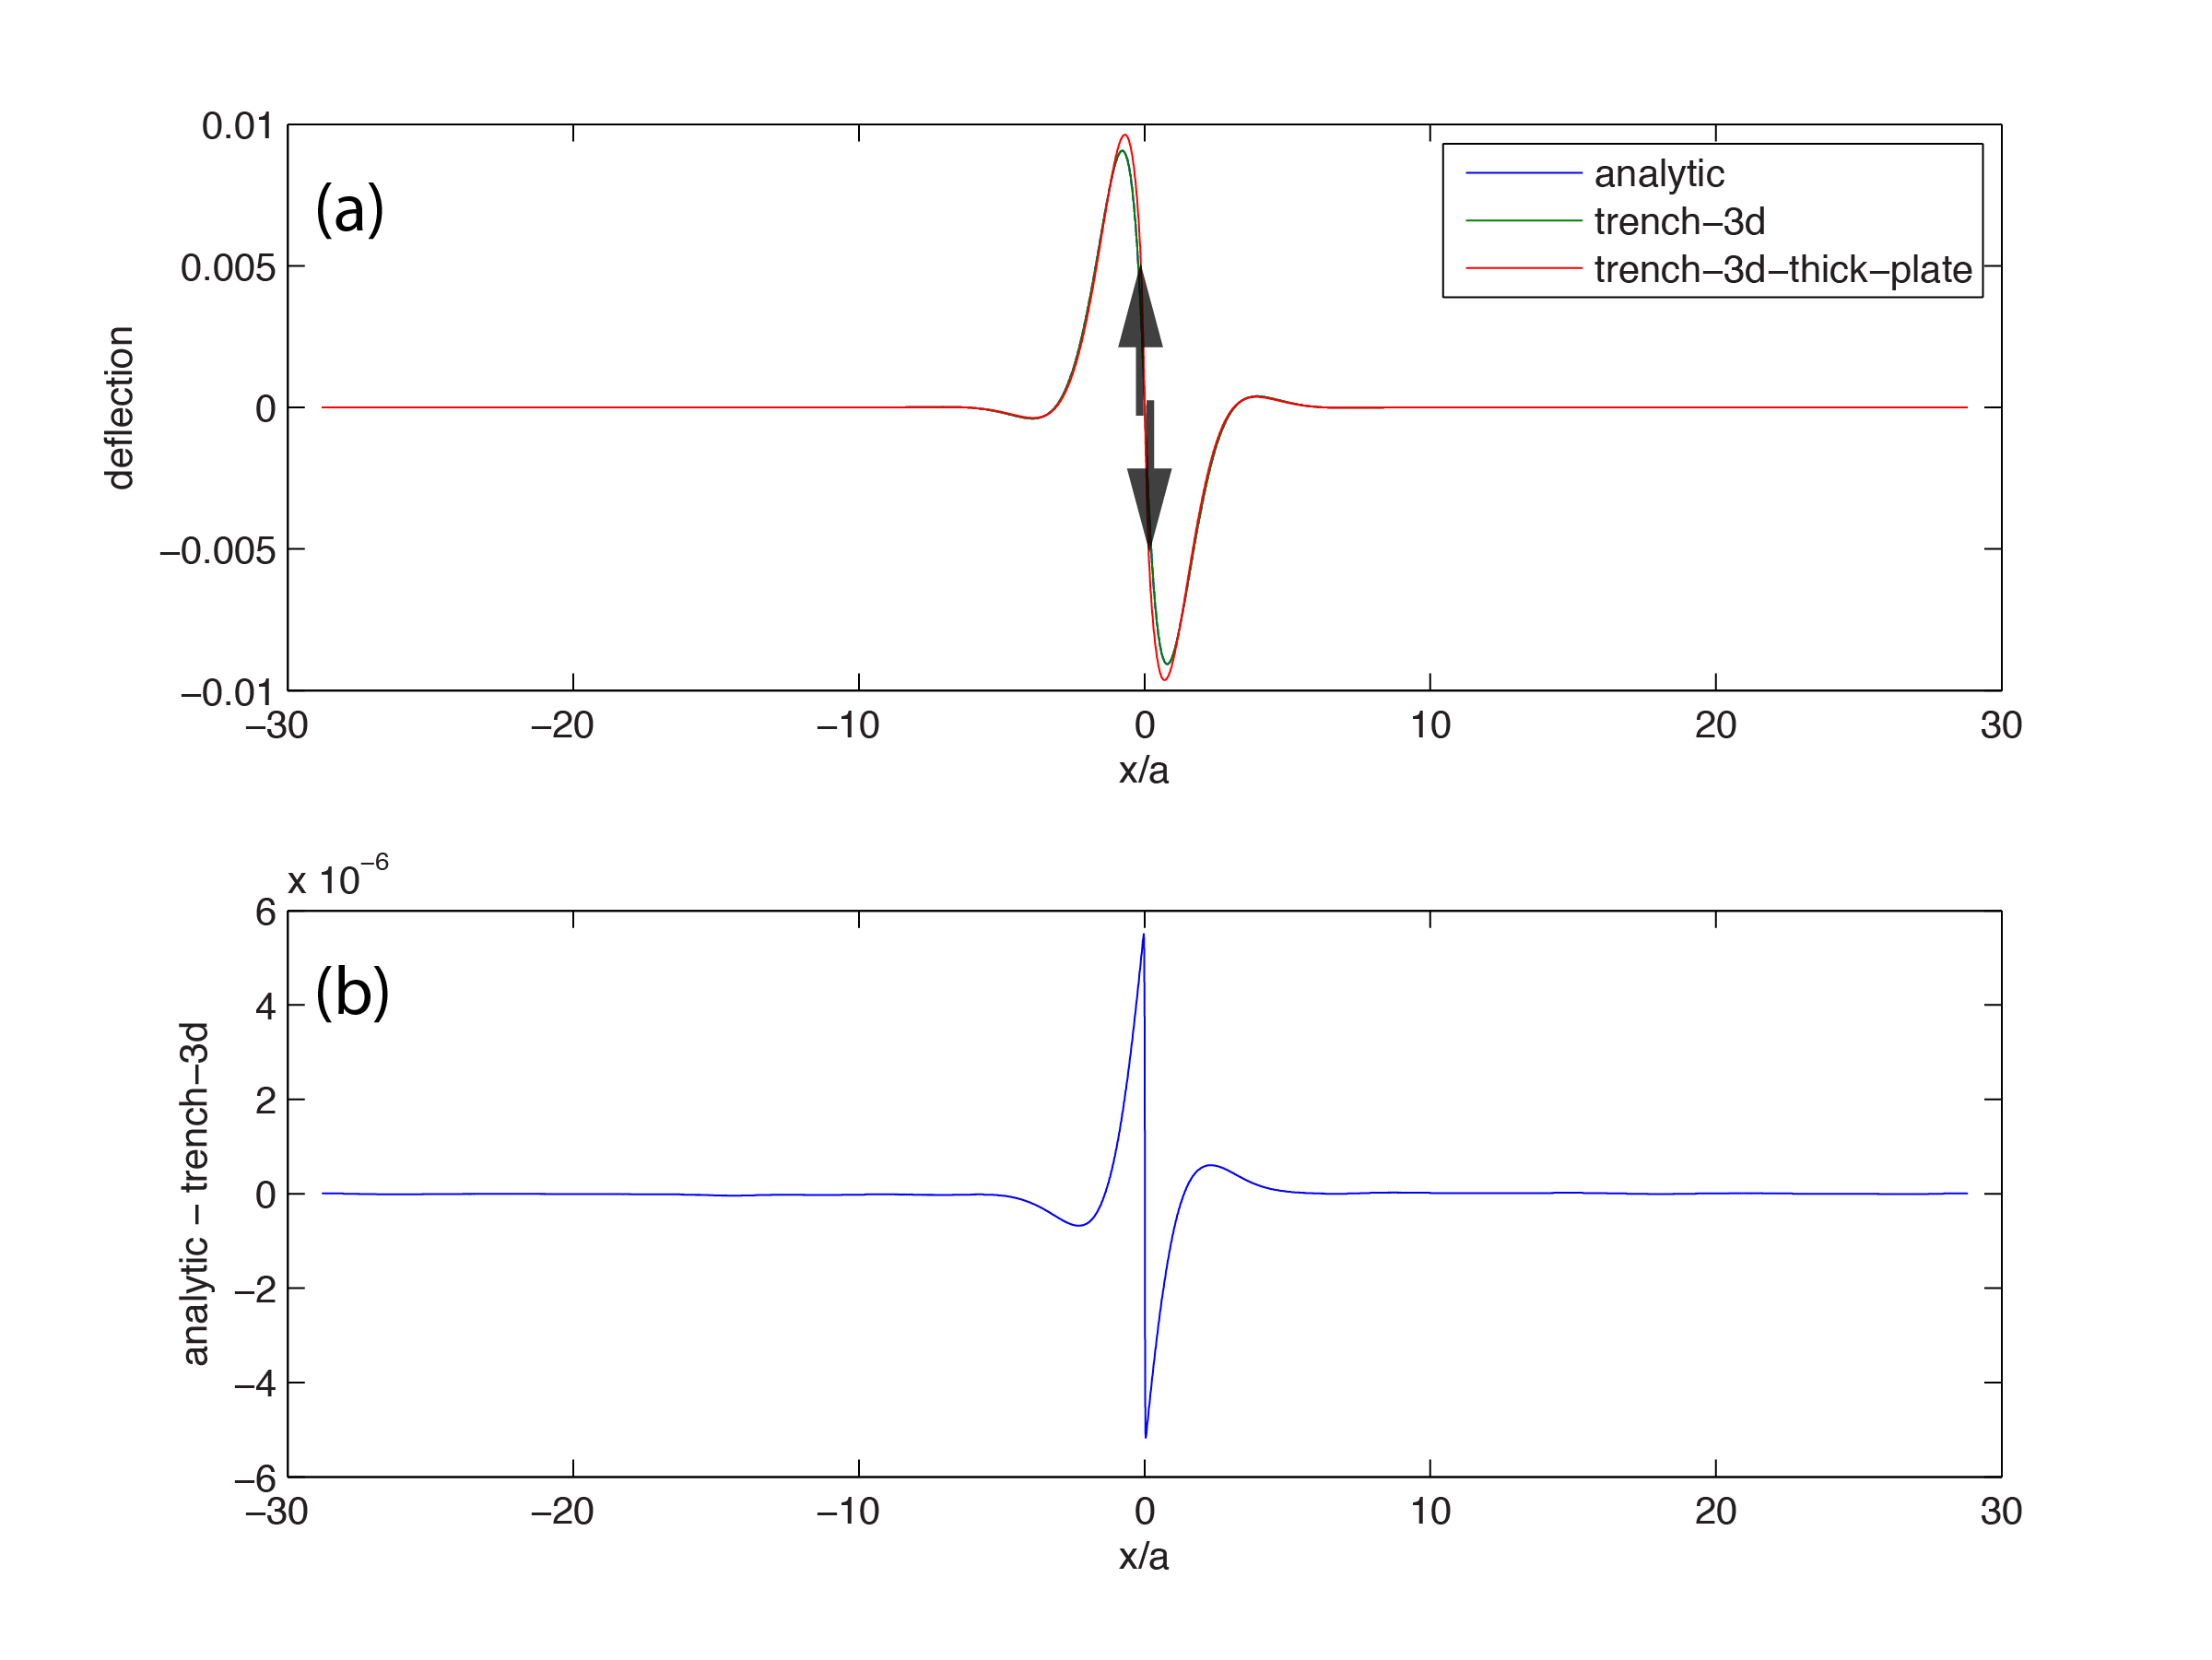 (a)
0.01
0.005
0
−0.005
−0.01
deflection
analytic
trench−3d
trench−3d−thick−plate
−30 −20 −10 0 10 20 30
x/a
x 10−6
(b)
6
4
2
0
−2
−4
−6
analytic − trench−3d
−30 −20 −10 0 10 20 30
x/a